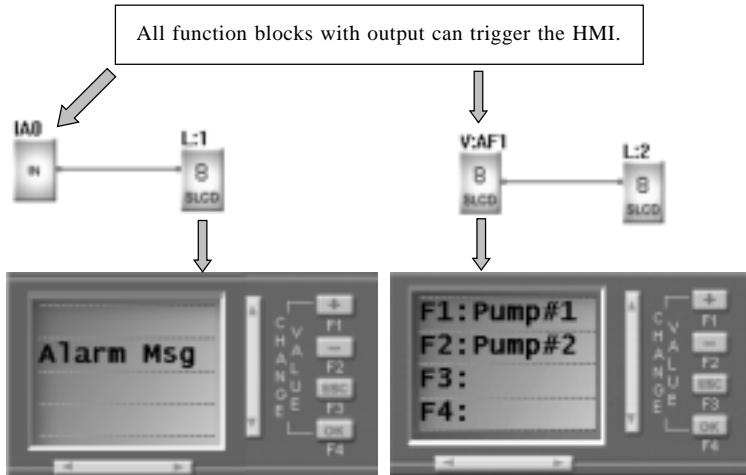 All function blocks with output can trigger the HMI.
IA0
IN
L:1
8
SLCD
V:AF1
8
SLCD
L:2
8
SLCD
Alarm Msg
CHANGE
VALUE
+
F1
-
F2
ESC
F3
OK
F4
F1:Pump#1
F2:Pump#2
F3:
F4:
CHANGE
VALUE
+
F1
-
F2
ESC
F3
OK
F4